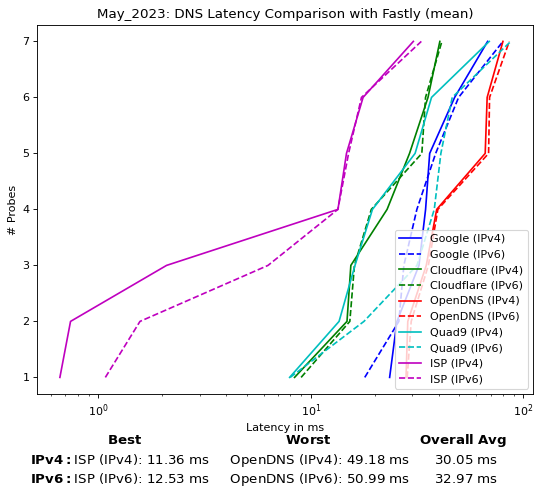 May_2023: DNS Latency Comparison with Fastly (mean)
# Probes
7
6
5
4
3
2
1
Google (IPv4)
Google (IPv6)
Cloudflare (IPv4)
Cloudflare (IPv6)
OpenDNS (IPv4)
OpenDNS (IPv6)
Quad9 (IPv4)
Quad9 (IPv6)
ISP (IPv4)
ISP (IPv6)
10⁰ 10¹ 10²
Latency in ms
Best Worst Overall Avg
IPv4: ISP (IPv4): 11.36 ms OpenDNS (IPv4): 49.18 ms 30.05 ms
IPv6: ISP (IPv6): 12.53 ms OpenDNS (IPv6): 50.99 ms 32.97 ms